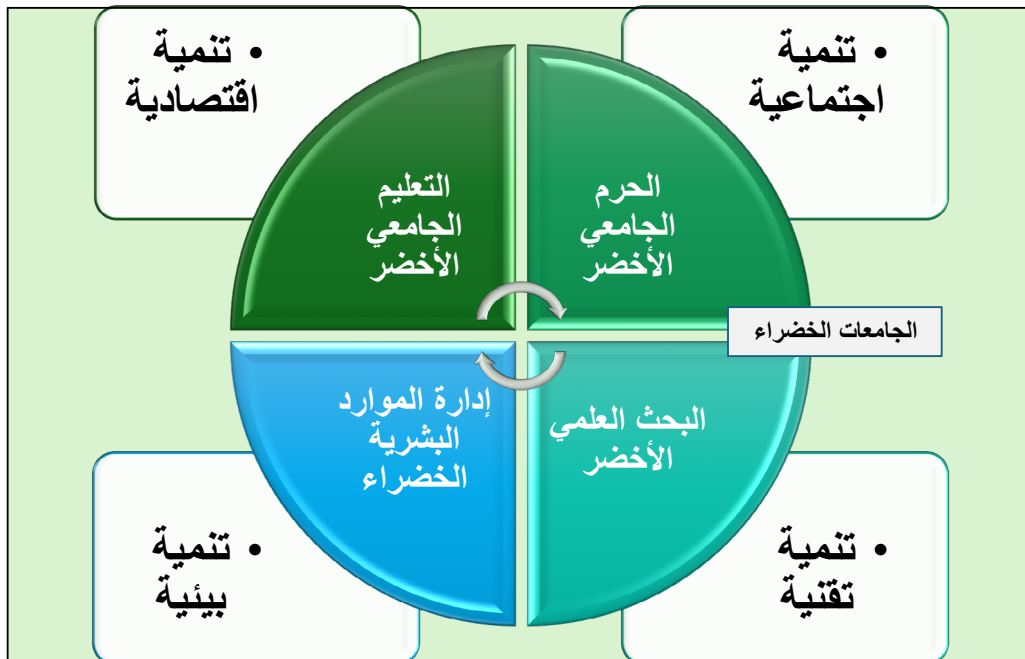 • تنمية
اجتماعية
• تنمية
اقتصادية
الحرم
الجامعي
الأخضر
التعليم
الجامعي
الأخضر
الجامعات الخضراء
البحث العلمي
الأخضر
إدارة الموارد
البشرية
الخضراء
• تنمية
تقنية
• تنمية
بيئية